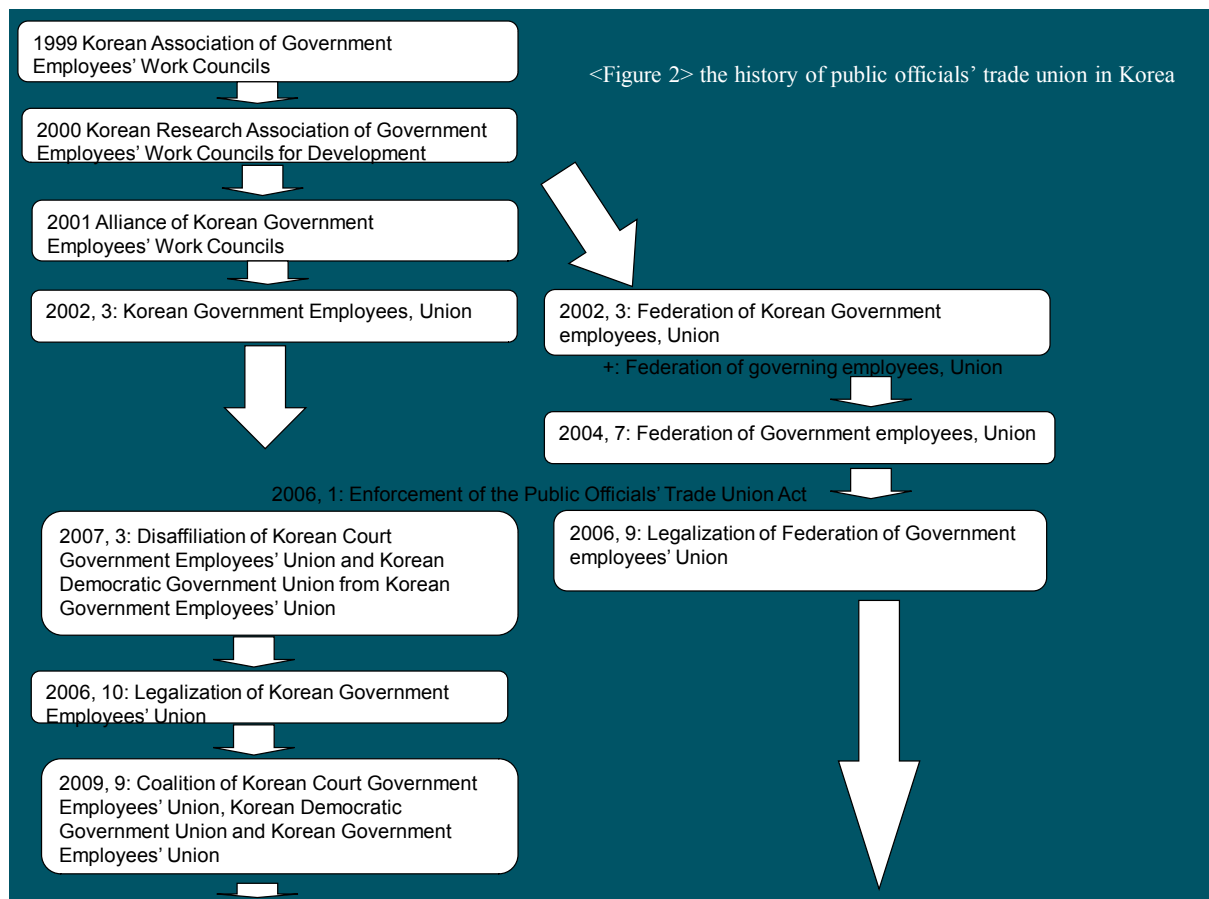 1999 Korean Association of Government
Employees’ Work Councils
<Figure 2> the history of public officials’ trade union in Korea
2000 Korean Research Association of Government
Employees’ Work Councils for Development
2001 Alliance of Korean Government
Employees’ Work Councils
2002, 3: Korean Government Employees, Union
2002, 3: Federation of Korean Government
employees, Union
+: Federation of governing employees, Union
2004, 7: Federation of Government employees, Union
2006, 1: Enforcement of the Public Officials’ Trade Union Act
2007, 3: Disaffiliation of Korean Court
Government Employees’ Union and Korean
Democratic Government Union from Korean
Government Employees’ Union
2006, 9: Legalization of Federation of Government
employees’ Union
2006, 10: Legalization of Korean Government
Employees’ Union
2009, 9: Coalition of Korean Court Government
Employees’ Union, Korean Democratic
Government Union and Korean Government
Employees’ Union